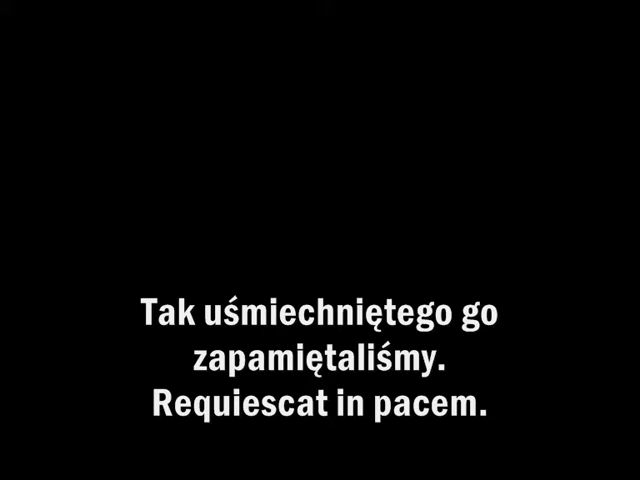 Tak uśmiechniętego go
zapamiętaliśmy.
Requiescat in pacem.